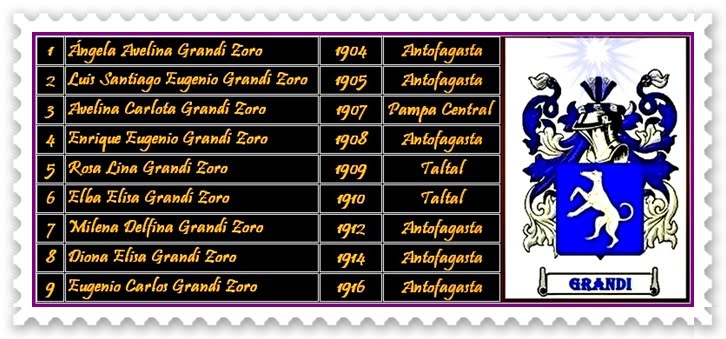 1 Ángela Avelina Grandi Zoro 1904 Antofagasta
2 Luis Santiago Eugenio Grandi Zoro 1905 Antofagasta
3 Avelina Carlota Grandi Zoro 1907 Pampa Central
4 Enrique Eugenio Grandi Zoro 1908 Antofagasta
5 Rosa Lina Grandi Zoro 1909 Taltal
6 Elba Elisa Grandi Zoro 1910 Taltal
7 Milena Delfina Grandi Zoro 1912 Antofagasta
8 Diona Elisa Grandi Zoro 1914 Antofagasta
9 Eugenio Carlos Grandi Zoro 1916 Antofagasta
GRANDI